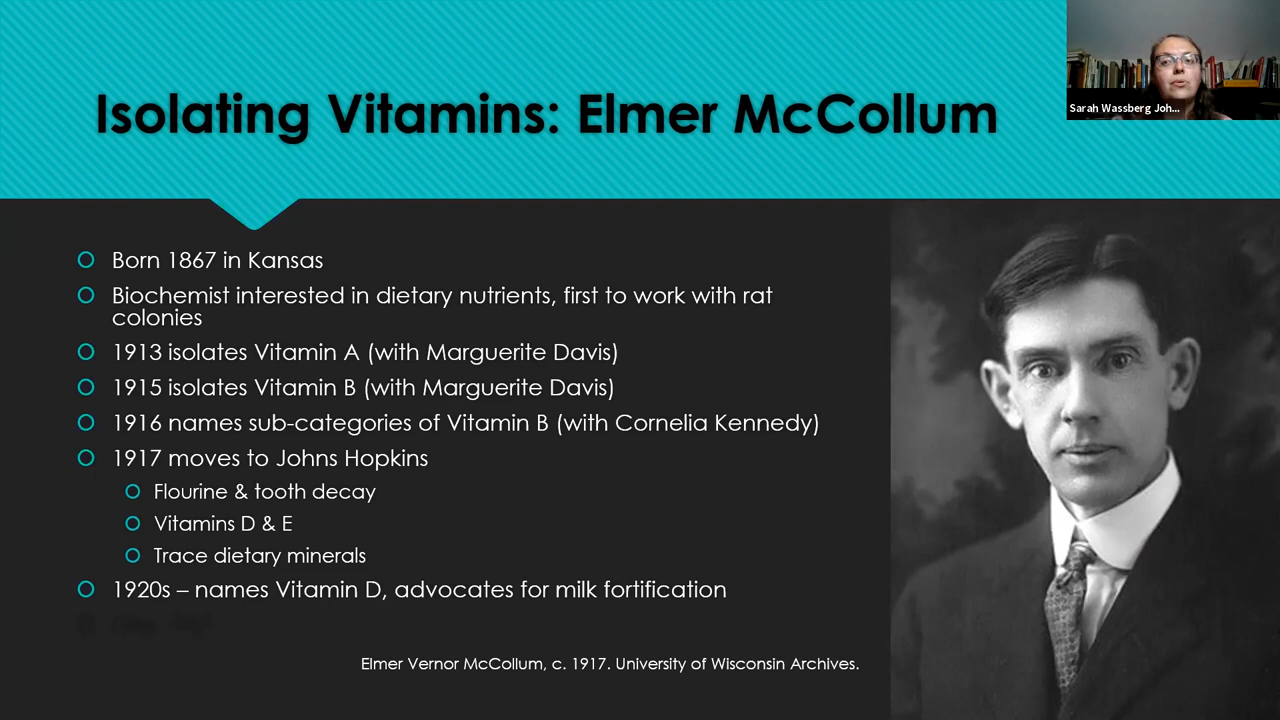 Isolating Vitamins: Elmer McCollum
Sarah Wassberg Joh...
Born 1867 in Kansas
Biochemist interested in dietary nutrients, first to work with rat
colonies
1913 isolates Vitamin A (with Marguerite Davis)
1915 isolates Vitamin B (with Marguerite Davis)
1916 names sub-categories of Vitamin B (with Cornelia Kennedy)
1917 moves to Johns Hopkins
Flourine & tooth decay
Vitamins D & E
Trace dietary minerals
1920s – names Vitamin D, advocates for milk fortification
Elmer Vernor McCollum, c. 1917. University of Wisconsin Archives.